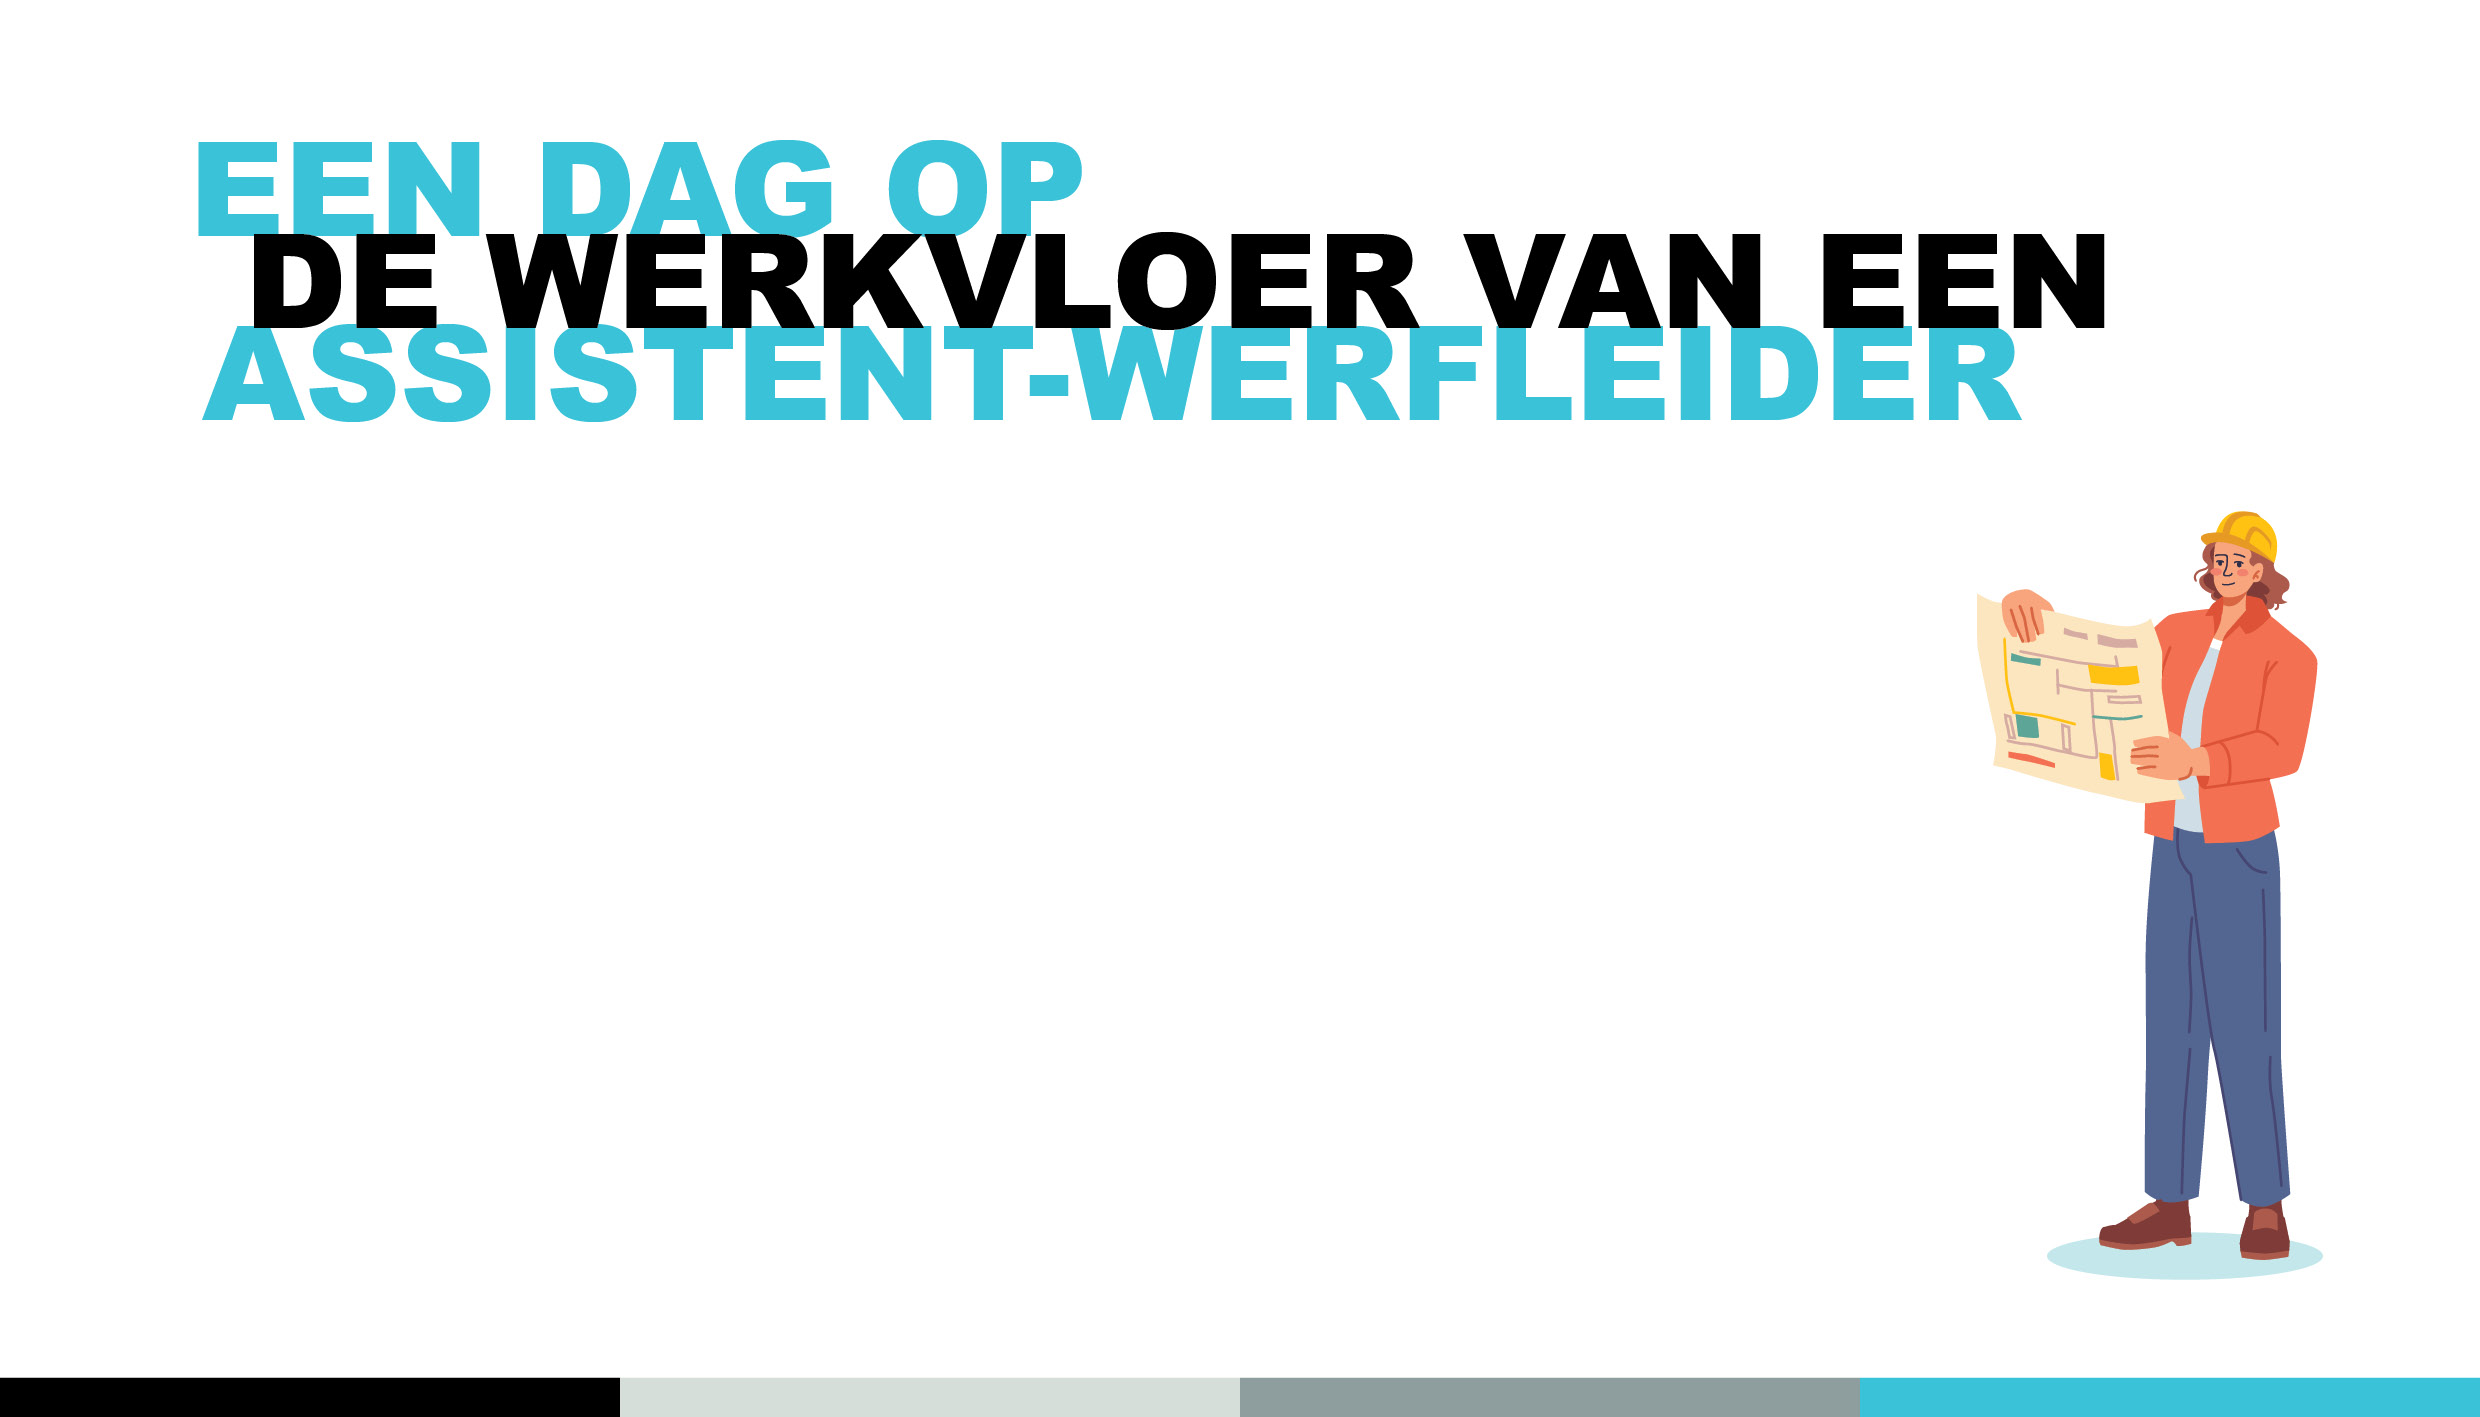 EEN DAG OP
DE WERKVLOER VAN EEN
ASSISTENT-WERFLEIDER